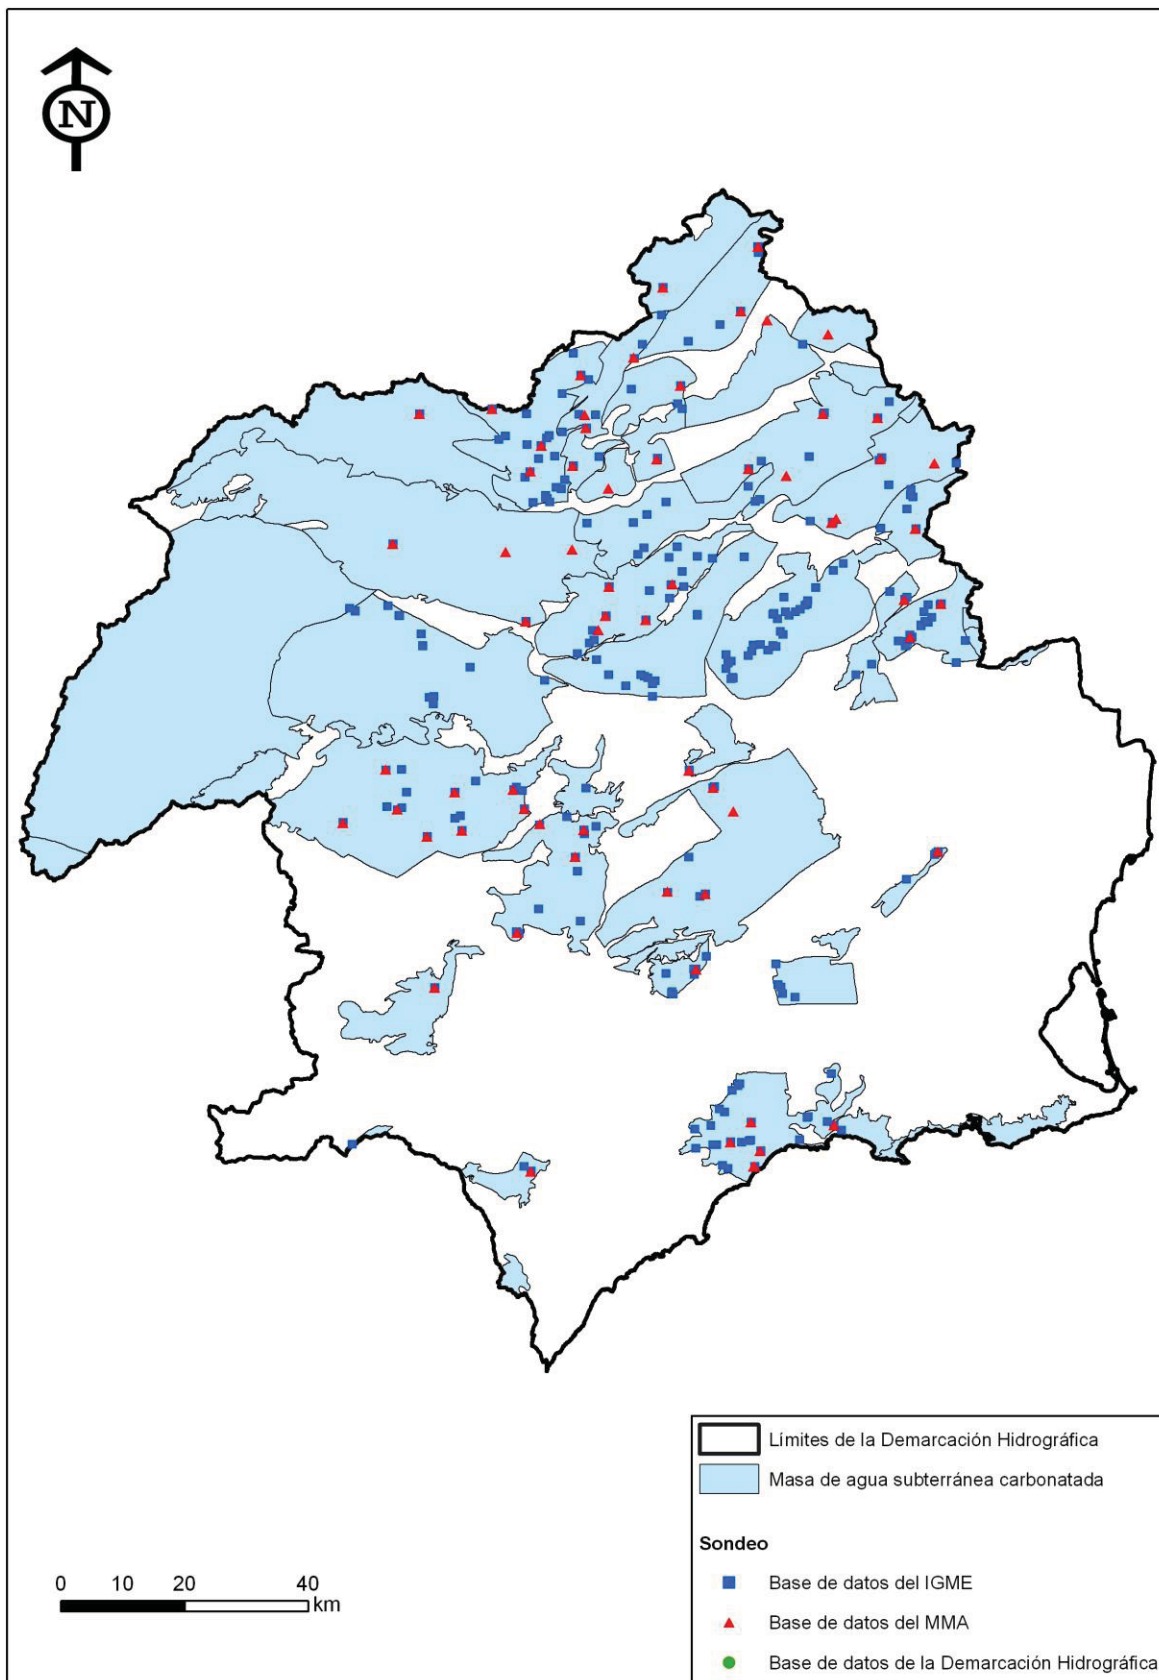 N
Límites de la Demarcación Hidrográfica
Masa de agua subterránea carbonatada
Sondeo
Base de datos del IGME
Base de datos del MMA
Base de datos de la Demarcación Hidrográfica
0 10 20 40
km